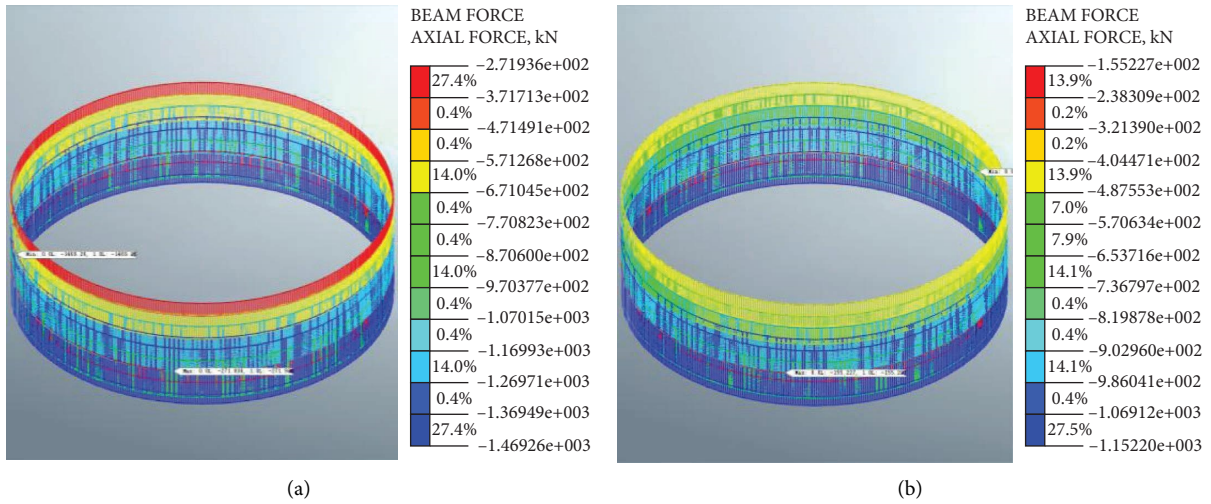 BEAM FORCE
AXIAL FORCE, kN
−2.71936e+002
27.4%
−3.71713e+002
0.4%
−4.71491e+002
0.4%
−5.71268e+002
14.0%
−6.71045e+002
0.4%
−7.70823e+002
0.4%
−8.70600e+002
14.0%
−9.70377e+002
0.4%
−1.07015e+003
0.4%
−1.16993e+003
14.0%
−1.26971e+003
0.4%
−1.36949e+003
27.4%
−1.46926e+003
(a)
BEAM FORCE
AXIAL FORCE, kN
−1.55227e+002
13.9%
−2.38309e+002
0.2%
−3.21390e+002
0.2%
−4.04471e+002
13.9%
−4.87553e+002
7.0%
−5.70634e+002
7.9%
−6.53716e+002
14.1%
−7.36797e+002
0.4%
−8.19878e+002
0.4%
−9.02960e+002
14.1%
−9.86041e+002
0.4%
−1.06912e+003
27.5%
−1.15220e+003
(b)